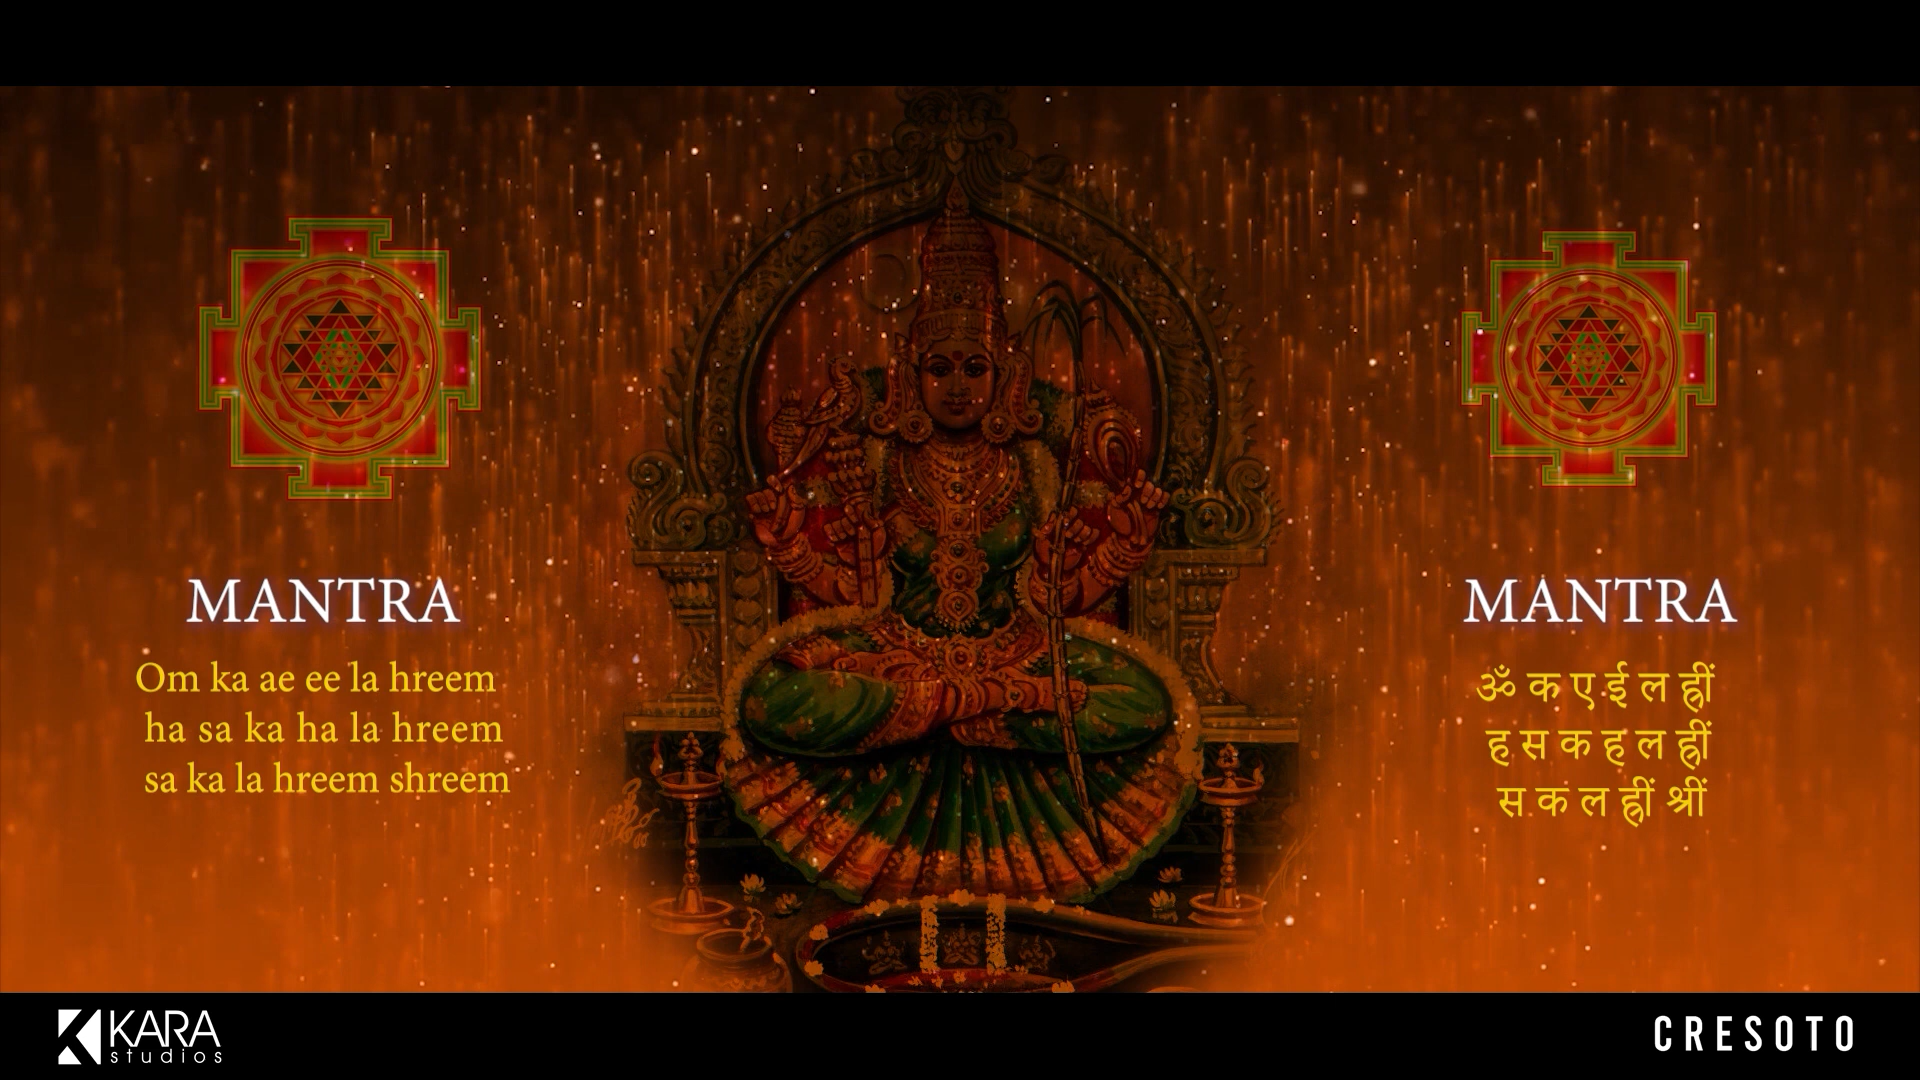 MANTRA
Om ka ae ee la hreem
ha sa ka ha la hreem
sa ka la hreem shreem
MANTRA
ॐ क ए ई ल ह्रीं
ह स क ह ल ह्रीं
स क ल ह्रीं श्रीं
KARA
studios
CRESOTO